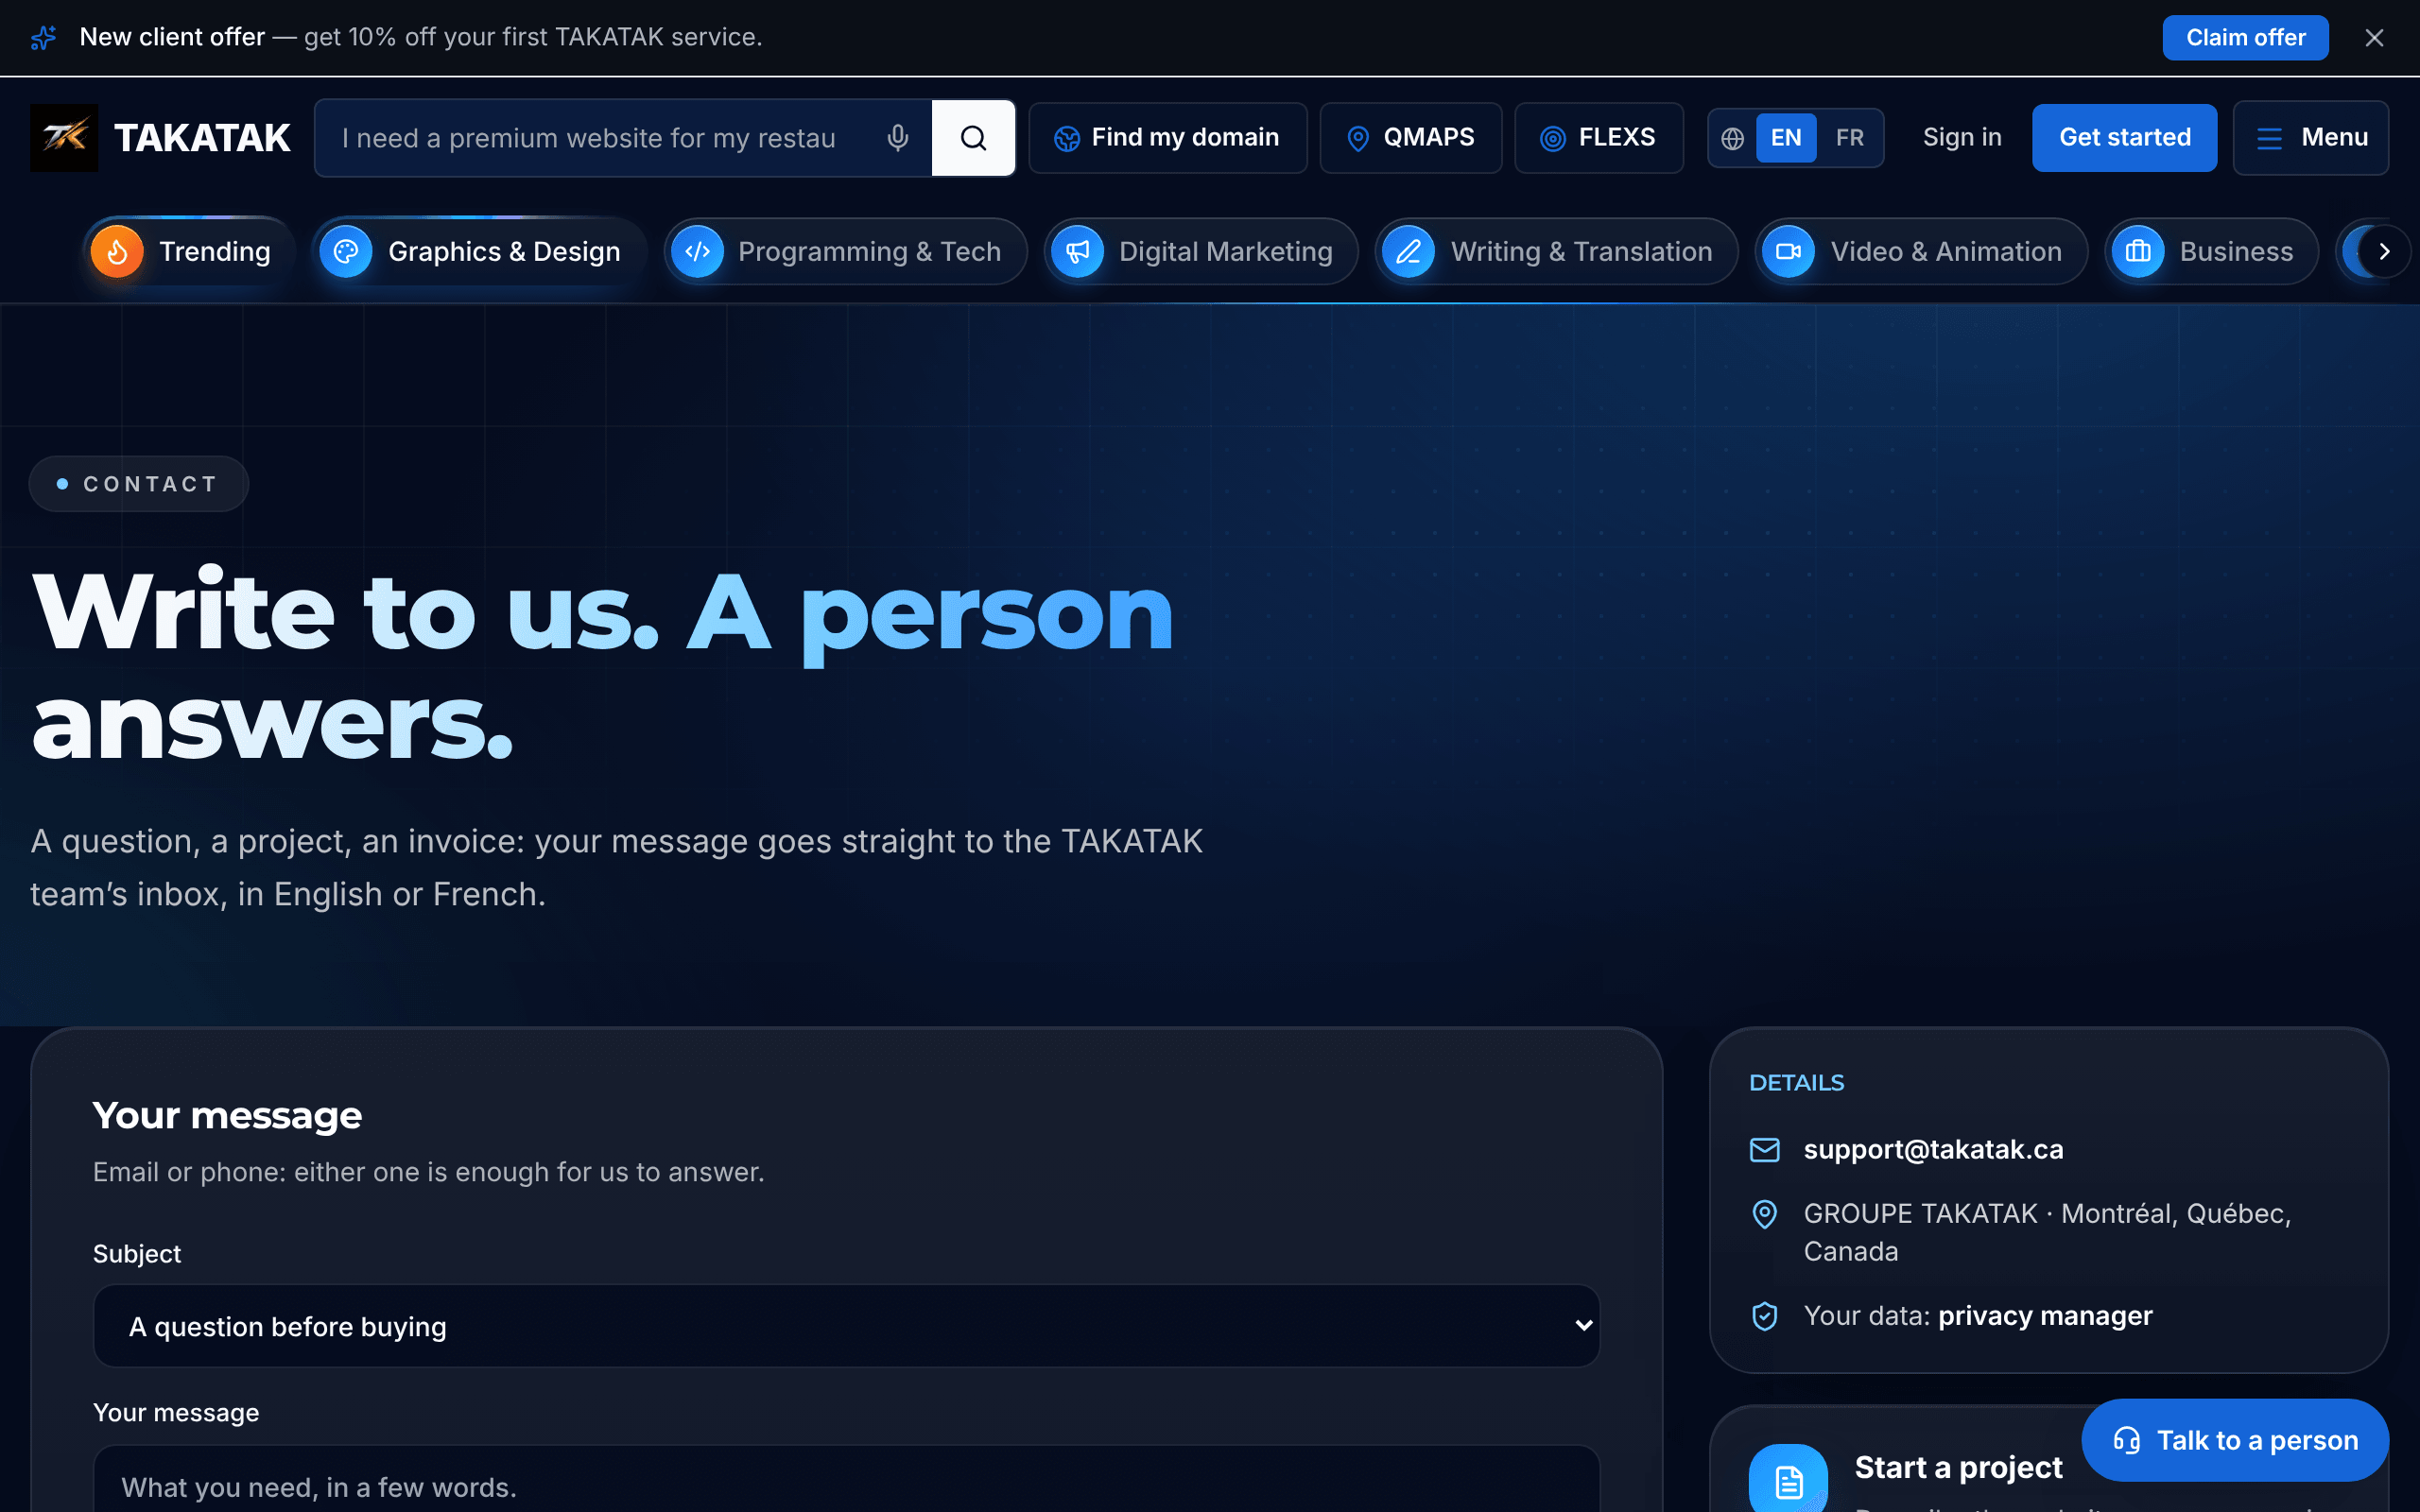 New client offer — get 10% off your first TAKATAK service.
Claim offer
TK TAKATAK
I need a premium website for my restau
Find my domain
QMAPS
FLEXS
EN FR
Sign in
Get started
Menu
Trending
Graphics & Design
Programming & Tech
Digital Marketing
Writing & Translation
Video & Animation
Business
CONTACT
Write to us. A person
answers.
A question, a project, an invoice: your message goes straight to the TAKATAK
team’s inbox, in English or French.
Your message
Email or phone: either one is enough for us to answer.
Subject
A question before buying
Your message
What you need, in a few words.
DETAILS
support@takatak.ca
GROUPE TAKATAK · Montréal, Québec,
Canada
Your data: privacy manager
Start a project
Talk to a person